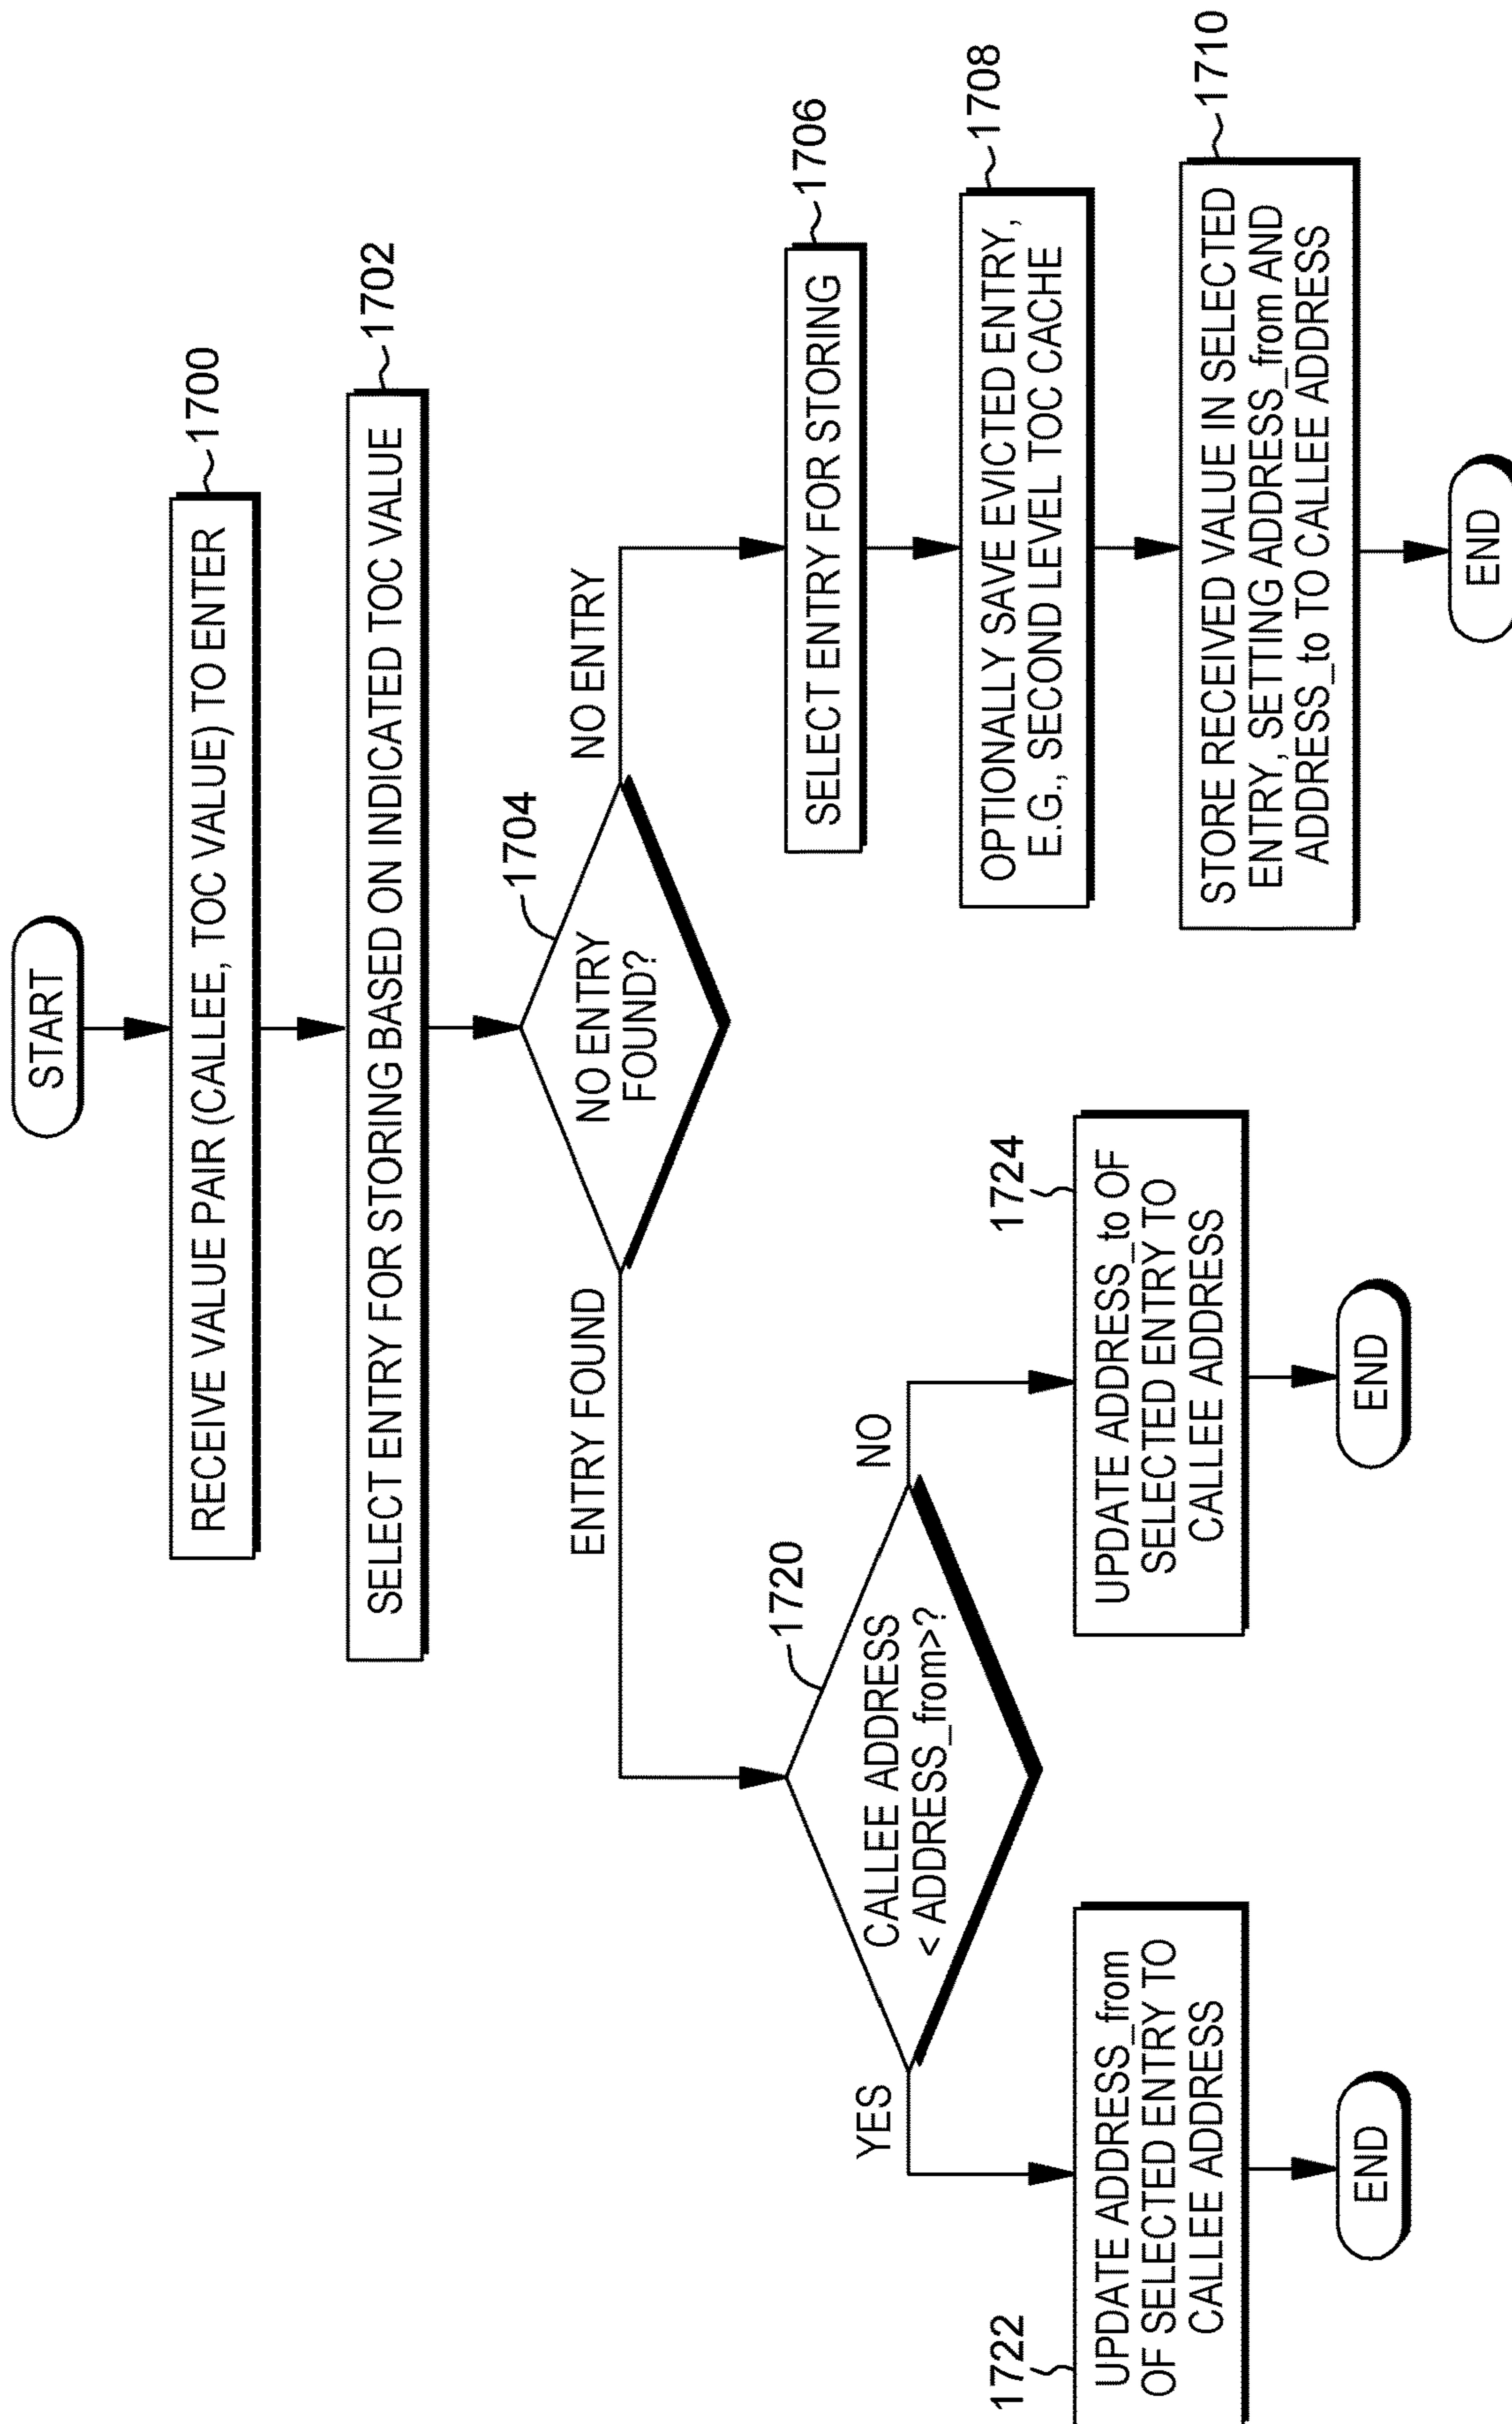 START
RECEIVE VALUE PAIR (CALLEE, TOC VALUE) TO ENTER
1700
SELECT ENTRY FOR STORING BASED ON INDICATED TOC VALUE
1702
NO ENTRY
FOUND?
1704
ENTRY FOUND
NO ENTRY
CALLEE ADDRESS
< ADDRESS_from>?
1720
YES
NO
1722
UPDATE ADDRESS_from
OF SELECTED ENTRY TO
CALLEE ADDRESS
END
1724
UPDATE ADDRESS_to OF
SELECTED ENTRY TO
CALLEE ADDRESS
END
SELECT ENTRY FOR STORING
1706
OPTIONALLY SAVE EVICTED ENTRY,
E.G., SECOND LEVEL TOC CACHE
1708
STORE RECEIVED VALUE IN SELECTED
ENTRY, SETTING ADDRESS_from AND
ADDRESS_to TO CALLEE ADDRESS
1710
END